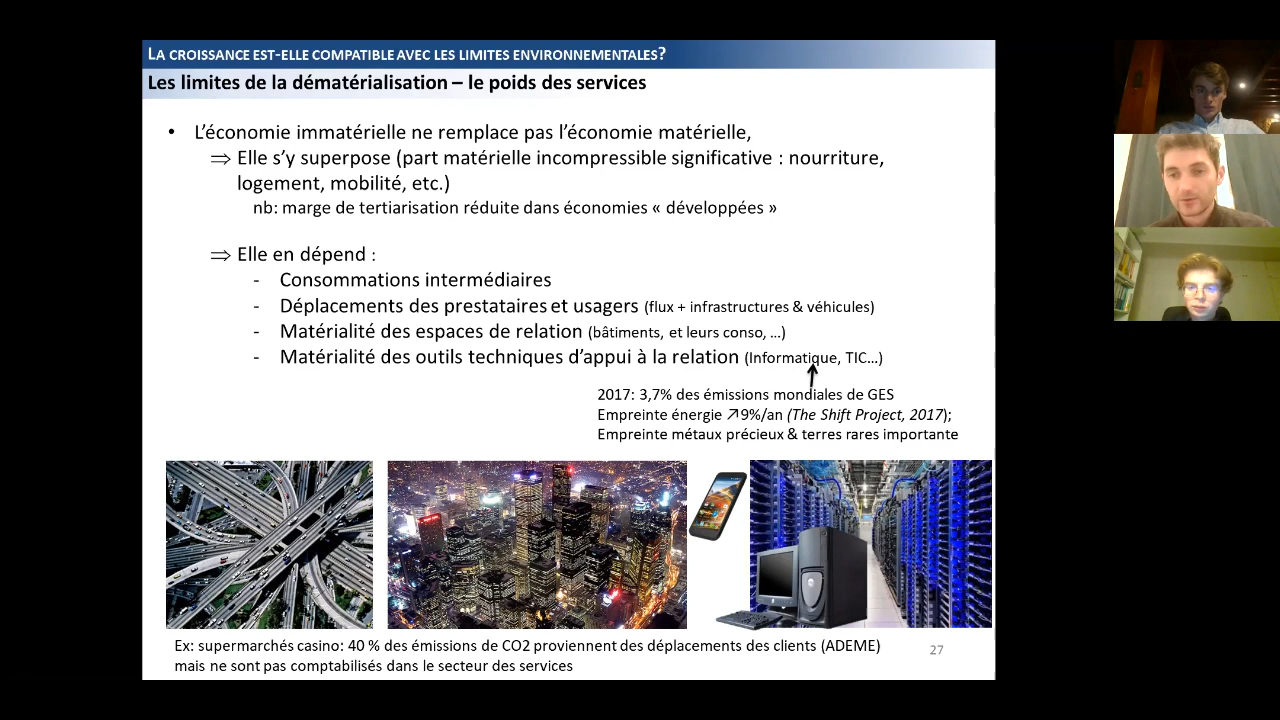 LA CROISSANCE EST-ELLE COMPATIBLE AVEC LES LIMITES ENVIRONNEMENTALES?
Les limites de la dématérialisation – le poids des services
• L’économie immatérielle ne remplace pas l’économie matérielle,
⇒ Elle s’y superpose (part matérielle incompressible significative : nourriture,
logement, mobilité, etc.)
nb: marge de tertiarisation réduite dans économies « développées »
⇒ Elle en dépend :
- Consommations intermédiaires
- Déplacements des prestataires et usagers (flux + infrastructures & véhicules)
- Matérialité des espaces de relation (bâtiments, et leurs conso, …)
- Matérialité des outils techniques d’appui à la relation (Informatique, TIC…)
2017: 3,7% des émissions mondiales de GES
Empreinte énergie ↗9%/an (The Shift Project, 2017);
Empreinte métaux précieux & terres rares importante
Ex: supermarchés casino: 40 % des émissions de CO2 proviennent des déplacements des clients (ADEME)
mais ne sont pas comptabilisés dans le secteur des services
27